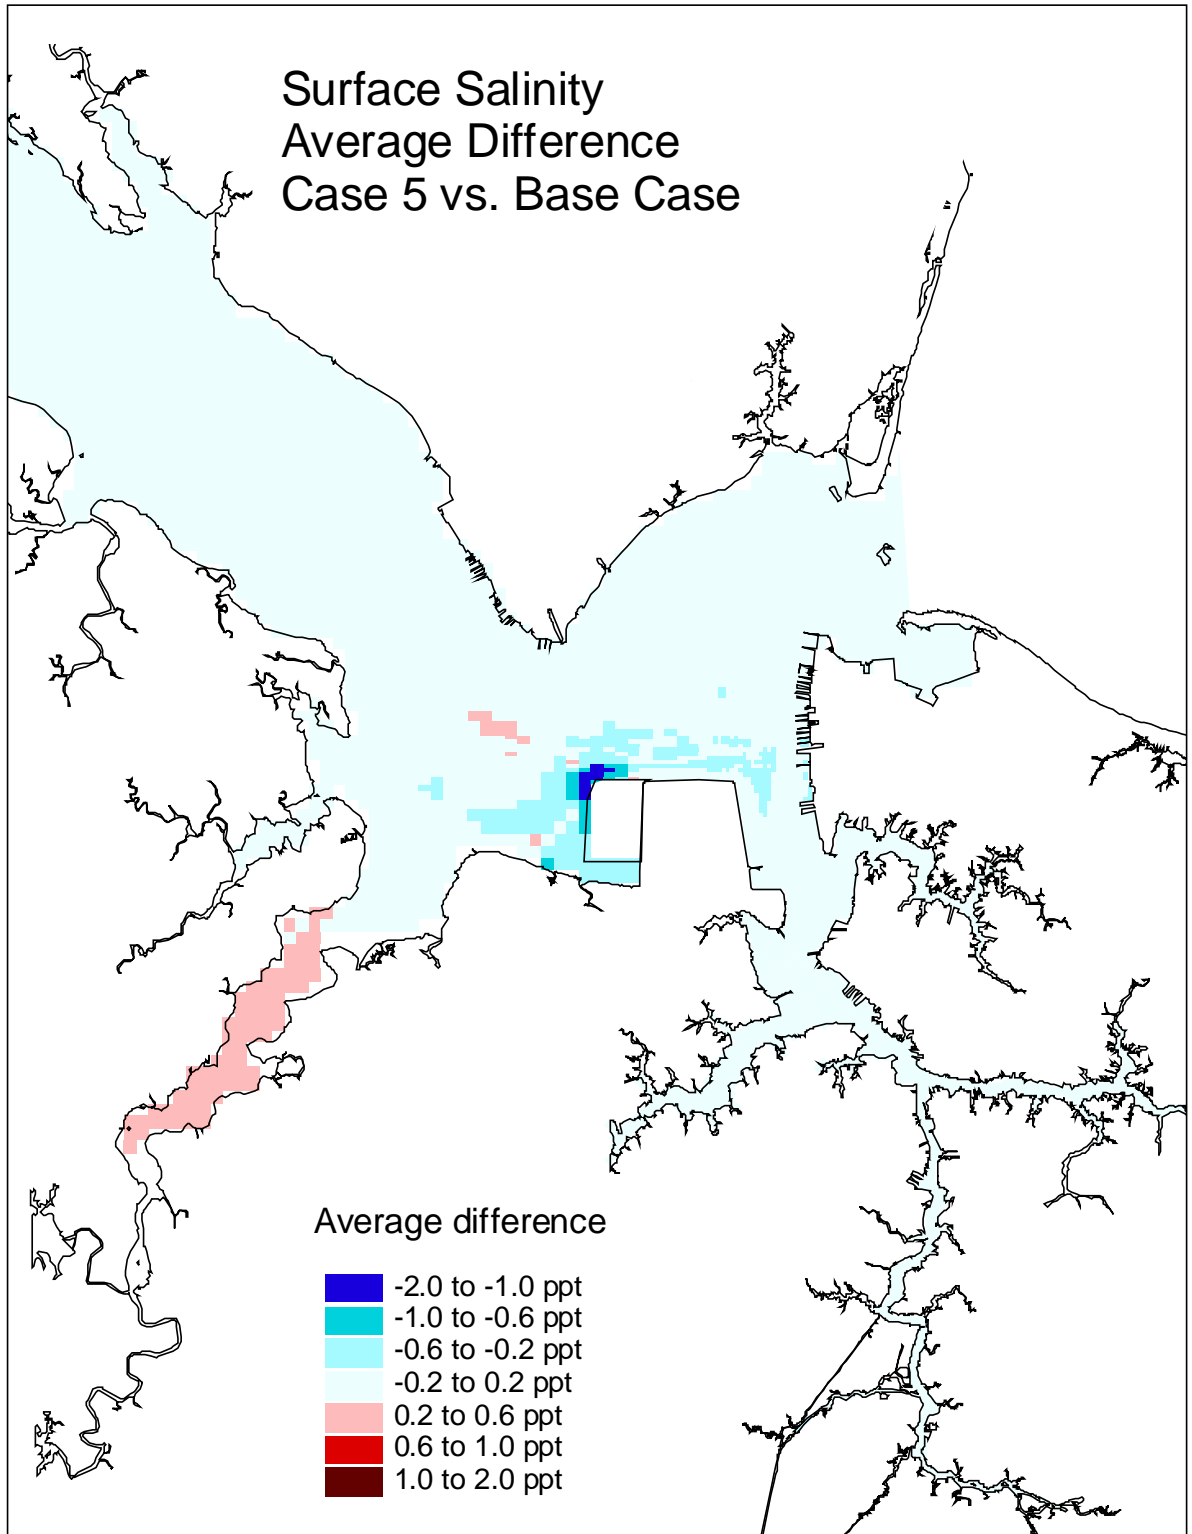 Surface Salinity
Average Difference
Case 5 vs. Base Case
Average difference
-2.0 to -1.0 ppt
-1.0 to -0.6 ppt
-0.6 to -0.2 ppt
-0.2 to 0.2 ppt
0.2 to 0.6 ppt
0.6 to 1.0 ppt
1.0 to 2.0 ppt